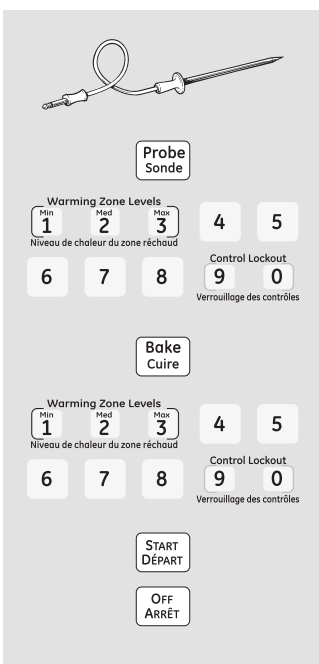 Probe
Sonde
Warming Zone Levels
Min Med Max
1 2 3 4 5
Niveau de chaleur du zone réchaud
Control Lockout
6 7 8 9 0
Verrouillage des contrôles
Bake
Cuire
Warming Zone Levels
Min Med Max
1 2 3 4 5
Niveau de chaleur du zone réchaud
Control Lockout
6 7 8 9 0
Verrouillage des contrôles
START
DÉPART
OFF
ARRÊT